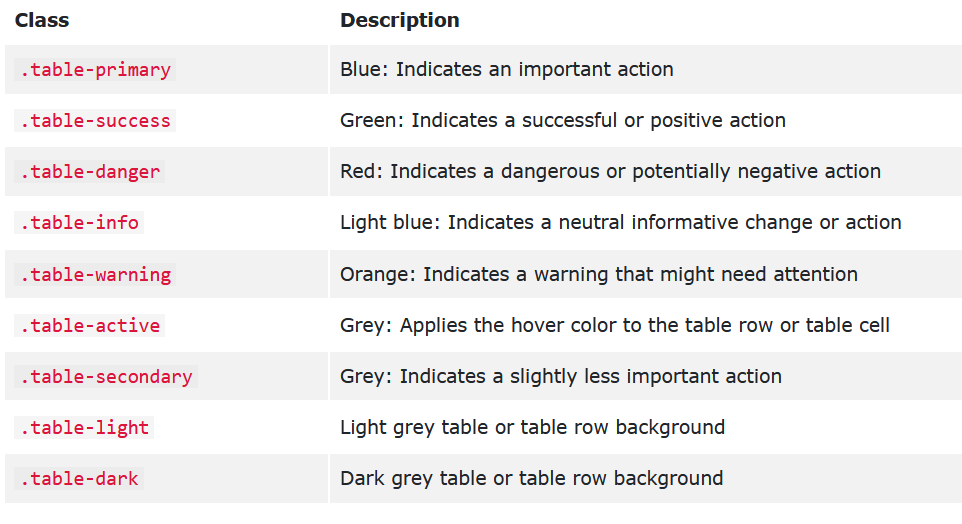 Class Description
.table-primary Blue: Indicates an important action
.table-success Green: Indicates a successful or positive action
.table-danger Red: Indicates a dangerous or potentially negative action
.table-info Light blue: Indicates a neutral informative change or action
.table-warning Orange: Indicates a warning that might need attention
.table-active Grey: Applies the hover color to the table row or table cell
.table-secondary Grey: Indicates a slightly less important action
.table-light Light grey table or table row background
.table-dark Dark grey table or table row background